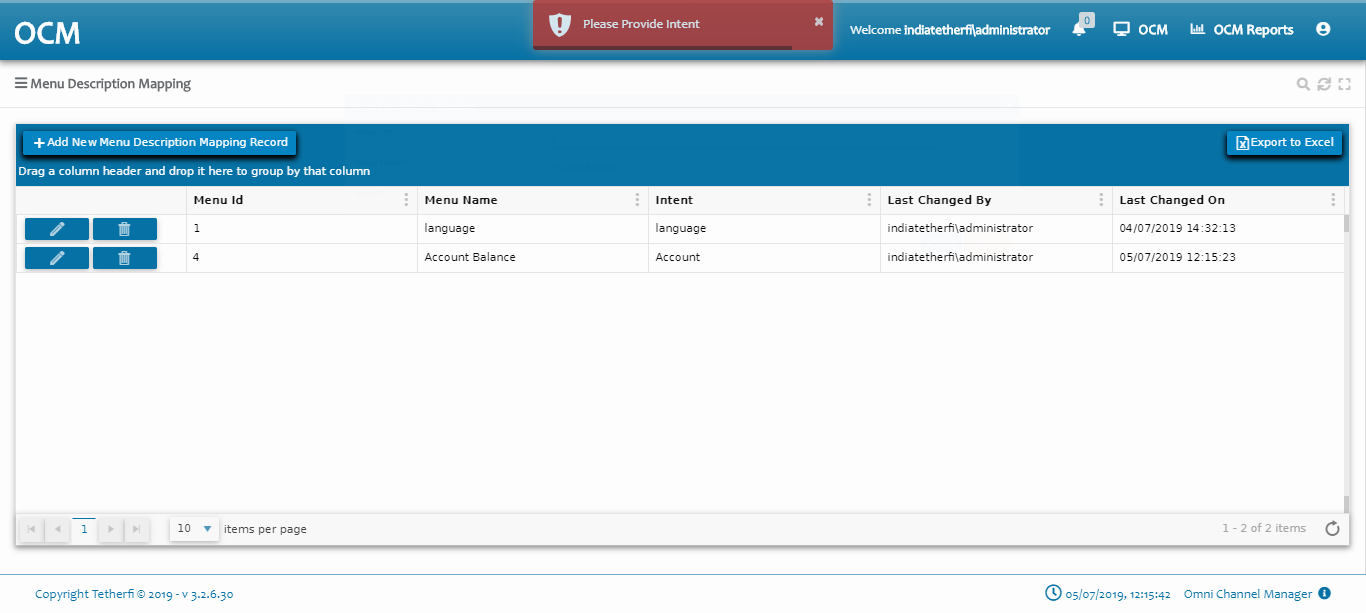 OCM
Please Provide Intent
Welcome indiatetherfi\administrator
0
OCM
OCM Reports
Menu Description Mapping
Add New Menu Description Mapping Record
Export to Excel
Drag a column header and drop it here to group by that column
Menu Id Menu Name Intent Last Changed By Last Changed On
1 language language indiatetherfi\administrator 04/07/2019 14:32:13
4 Account Balance Account indiatetherfi\administrator 05/07/2019 12:15:23
1 10 items per page 1 - 2 of 2 items
Copyright Tetherfi © 2019 - v 3.2.6.30 05/07/2019, 12:15:42 Omni Channel Manager